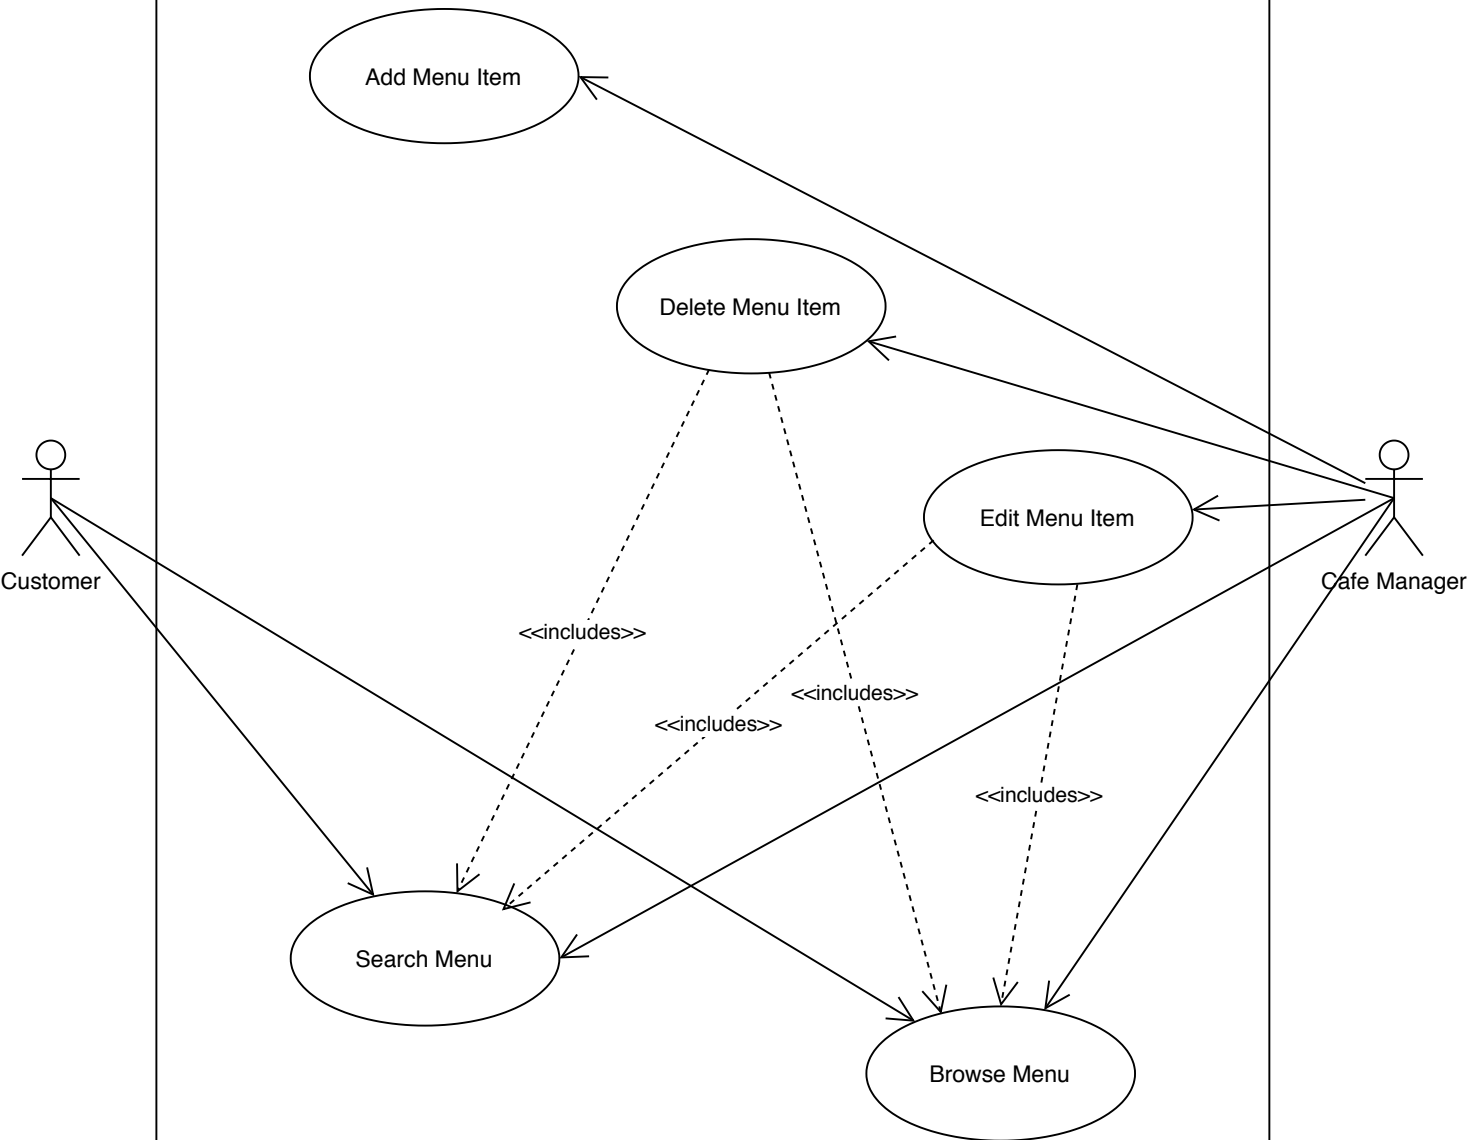 Add Menu Item
Delete Menu Item
Edit Menu Item
Customer
Cafe Manager
<<includes>>
<<includes>>
<<includes>>
<<includes>>
Search Menu
Browse Menu